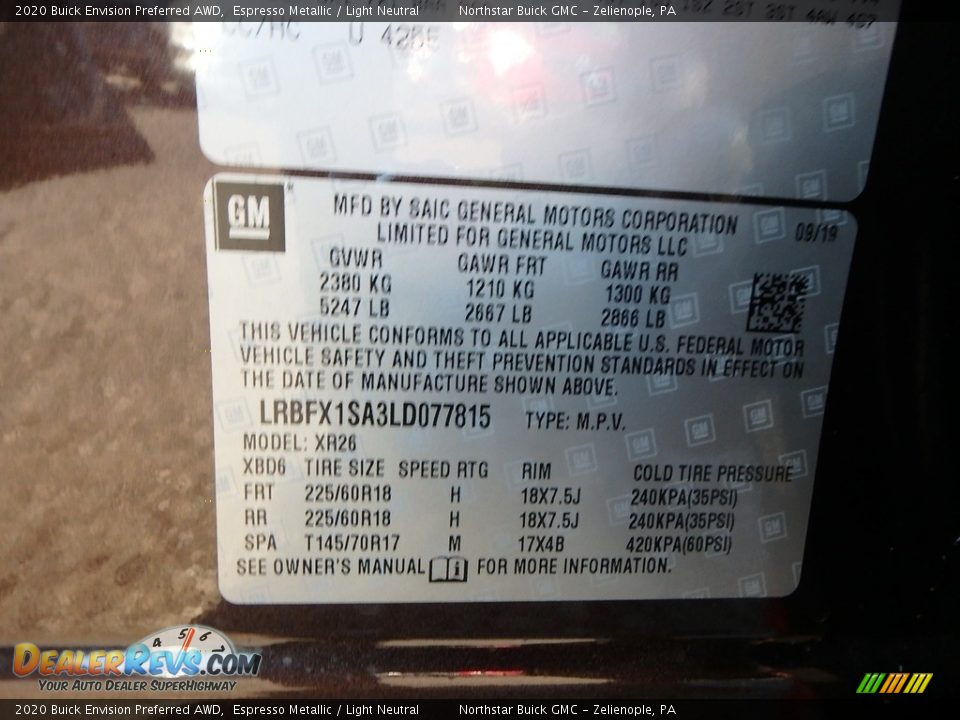 2020 Buick Envision Preferred AWD, Espresso Metallic / Light Neutral Northstar Buick GMC - Zelienople, PA
U 428E
GM
MFD BY SAIC GENERAL MOTORS CORPORATION
LIMITED FOR GENERAL MOTORS LLC 09/19
GVWR GAWR FRT GAWR RR
2380 KG 1210 KG 1300 KG
5247 LB 2667 LB 2866 LB
THIS VEHICLE CONFORMS TO ALL APPLICABLE U.S. FEDERAL MOTOR
VEHICLE SAFETY AND THEFT PREVENTION STANDARDS IN EFFECT ON
THE DATE OF MANUFACTURE SHOWN ABOVE.
LRBFX1SA3LD077815 TYPE: M.P.V.
MODEL: XR26
XBD6 TIRE SIZE SPEED RTG RIM COLD TIRE PRESSURE
FRT 225/60R18 H 18X7.5J 240KPA(35PSI)
RR 225/60R18 H 18X7.5J 240KPA(35PSI)
SPA T145/70R17 M 17X4B 420KPA(60PSI)
SEE OWNER'S MANUAL i FOR MORE INFORMATION.
4 5 6
DEALERREVS.COM
YOUR AUTO DEALER SUPERHIGHWAY
2020 Buick Envision Preferred AWD, Espresso Metallic / Light Neutral Northstar Buick GMC - Zelienople, PA